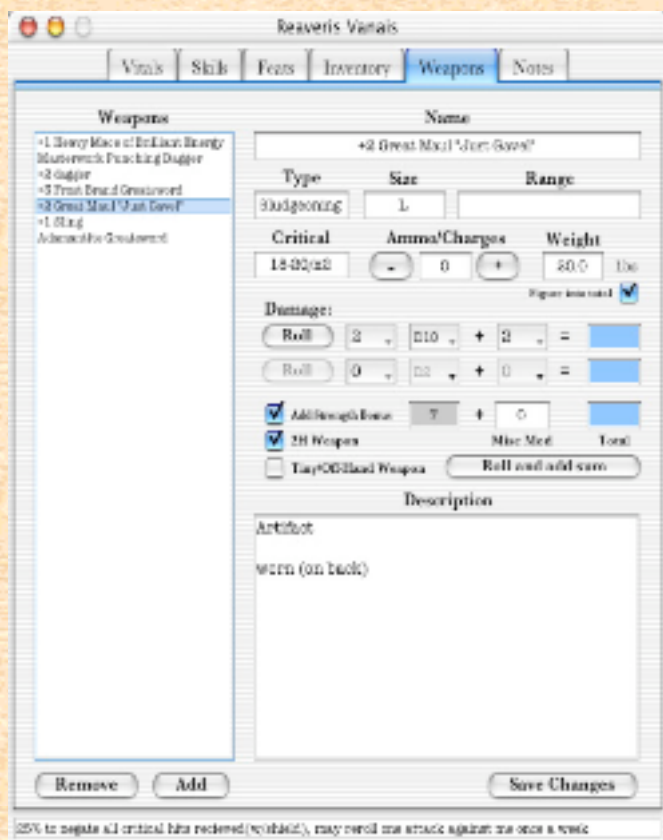 Reaveris Vanais
Vitals Skills Feats Inventory Weapons Notes
Weapons
+1 Heavy Mace of Brilliant Energy
Masterwork Punching Dagger
+2 dagger
+3 Frost Brand Greatsword
+2 Great Maul "Just Gavel"
+1 Sling
Adamantite Greatsword
Name
+2 Great Maul "Just Gavel"
Type Size Range
Bludgeoning L
Critical Ammo/Charges Weight
18-20/x2 - 0 + 20.0 lbs
Figure into total
Damage:
Roll 2 D10 + 2 =
Roll 0 D2 + 0 =
Add Strength Bonus 7 + 0
2H Weapon Misc Mod Total
Tiny/Off-Hand Weapon Roll and add sum
Description
Artifact
worn (on back)
Remove Add Save Changes
25% to negate all critical hits recieved (w/shield), may reroll one attack against me once a week